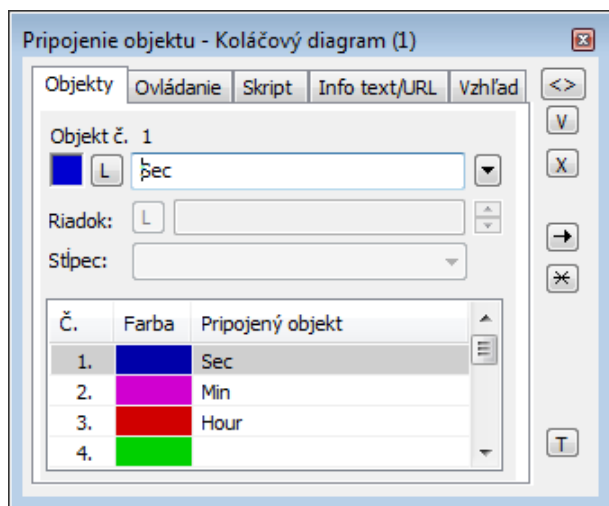 Pripojenie objektu - Koláčový diagram (1)
Objekty Ovládanie Skript Info text/URL Vzhľad <>
V
Objekt č. 1
L Sec X
Riadok: L
Stĺpec:
Č. Farba Pripojený objekt
1. Sec
2. Min
3. Hour
4.
T